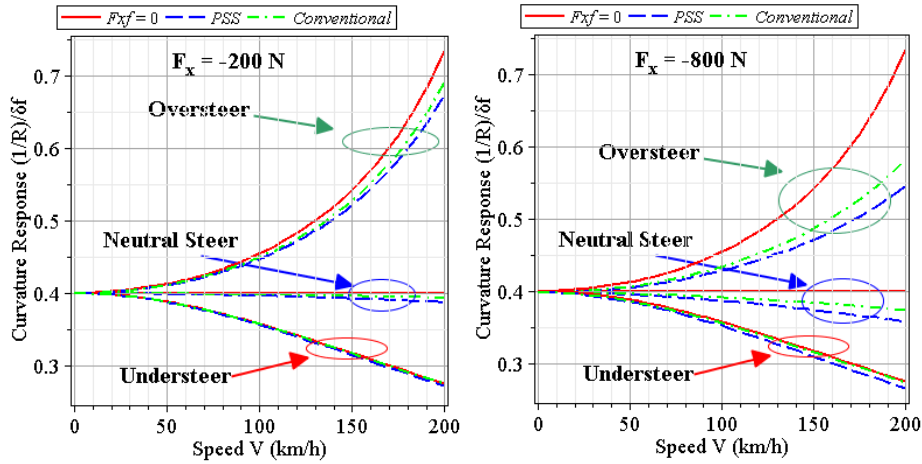 Fxf = 0 PSS Conventional
F_x = -200 N
Oversteer
Neutral Steer
Understeer
Curvature Response (1/R)/δf
0.7
0.6
0.5
0.4
0.3
0 50 100 150 200
Speed V (km/h)
Fxf = 0 PSS Conventional
F_x = -800 N
Oversteer
Neutral Steer
Understeer
Curvature Response (1/R)/δf
0.7
0.6
0.5
0.4
0.3
0 50 100 150 200
Speed V (km/h)